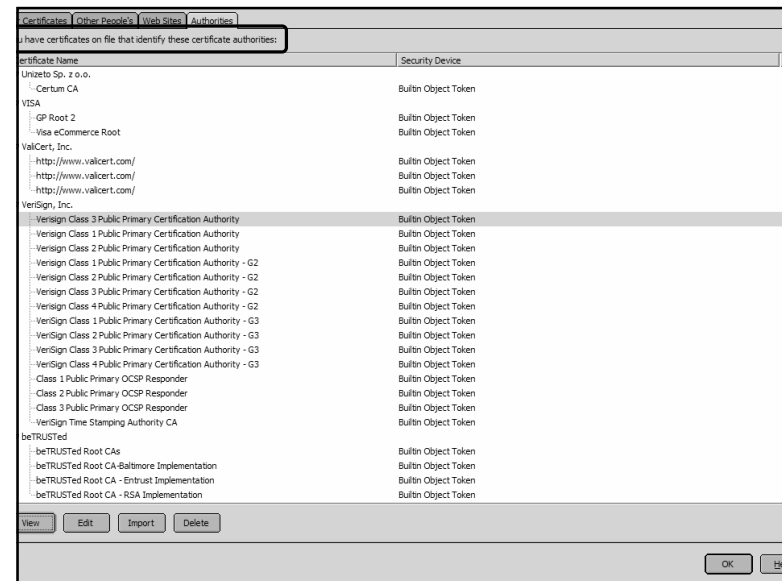 Certificates Other People's Web Sites Authorities
u have certificates on file that identify these certificate authorities:
ertificate Name Security Device
Unizeto Sp. z o.o.
Certum CA Builtin Object Token
VISA
GP Root 2 Builtin Object Token
Visa eCommerce Root Builtin Object Token
ValiCert, Inc.
http://www.valicert.com/ Builtin Object Token
http://www.valicert.com/ Builtin Object Token
http://www.valicert.com/ Builtin Object Token
VeriSign, Inc.
Verisign Class 3 Public Primary Certification Authority Builtin Object Token
Verisign Class 1 Public Primary Certification Authority Builtin Object Token
Verisign Class 2 Public Primary Certification Authority Builtin Object Token
Verisign Class 1 Public Primary Certification Authority - G2 Builtin Object Token
Verisign Class 2 Public Primary Certification Authority - G2 Builtin Object Token
Verisign Class 3 Public Primary Certification Authority - G2 Builtin Object Token
Verisign Class 4 Public Primary Certification Authority - G2 Builtin Object Token
VeriSign Class 1 Public Primary Certification Authority - G3 Builtin Object Token
VeriSign Class 2 Public Primary Certification Authority - G3 Builtin Object Token
VeriSign Class 3 Public Primary Certification Authority - G3 Builtin Object Token
VeriSign Class 4 Public Primary Certification Authority - G3 Builtin Object Token
Class 1 Public Primary OCSP Responder Builtin Object Token
Class 2 Public Primary OCSP Responder Builtin Object Token
Class 3 Public Primary OCSP Responder Builtin Object Token
VeriSign Time Stamping Authority CA Builtin Object Token
beTRUSTed
beTRUSTed Root CAs Builtin Object Token
beTRUSTed Root CA-Baltimore Implementation Builtin Object Token
beTRUSTed Root CA - Entrust Implementation Builtin Object Token
beTRUSTed Root CA - RSA Implementation Builtin Object Token
View Edit Import Delete
OK